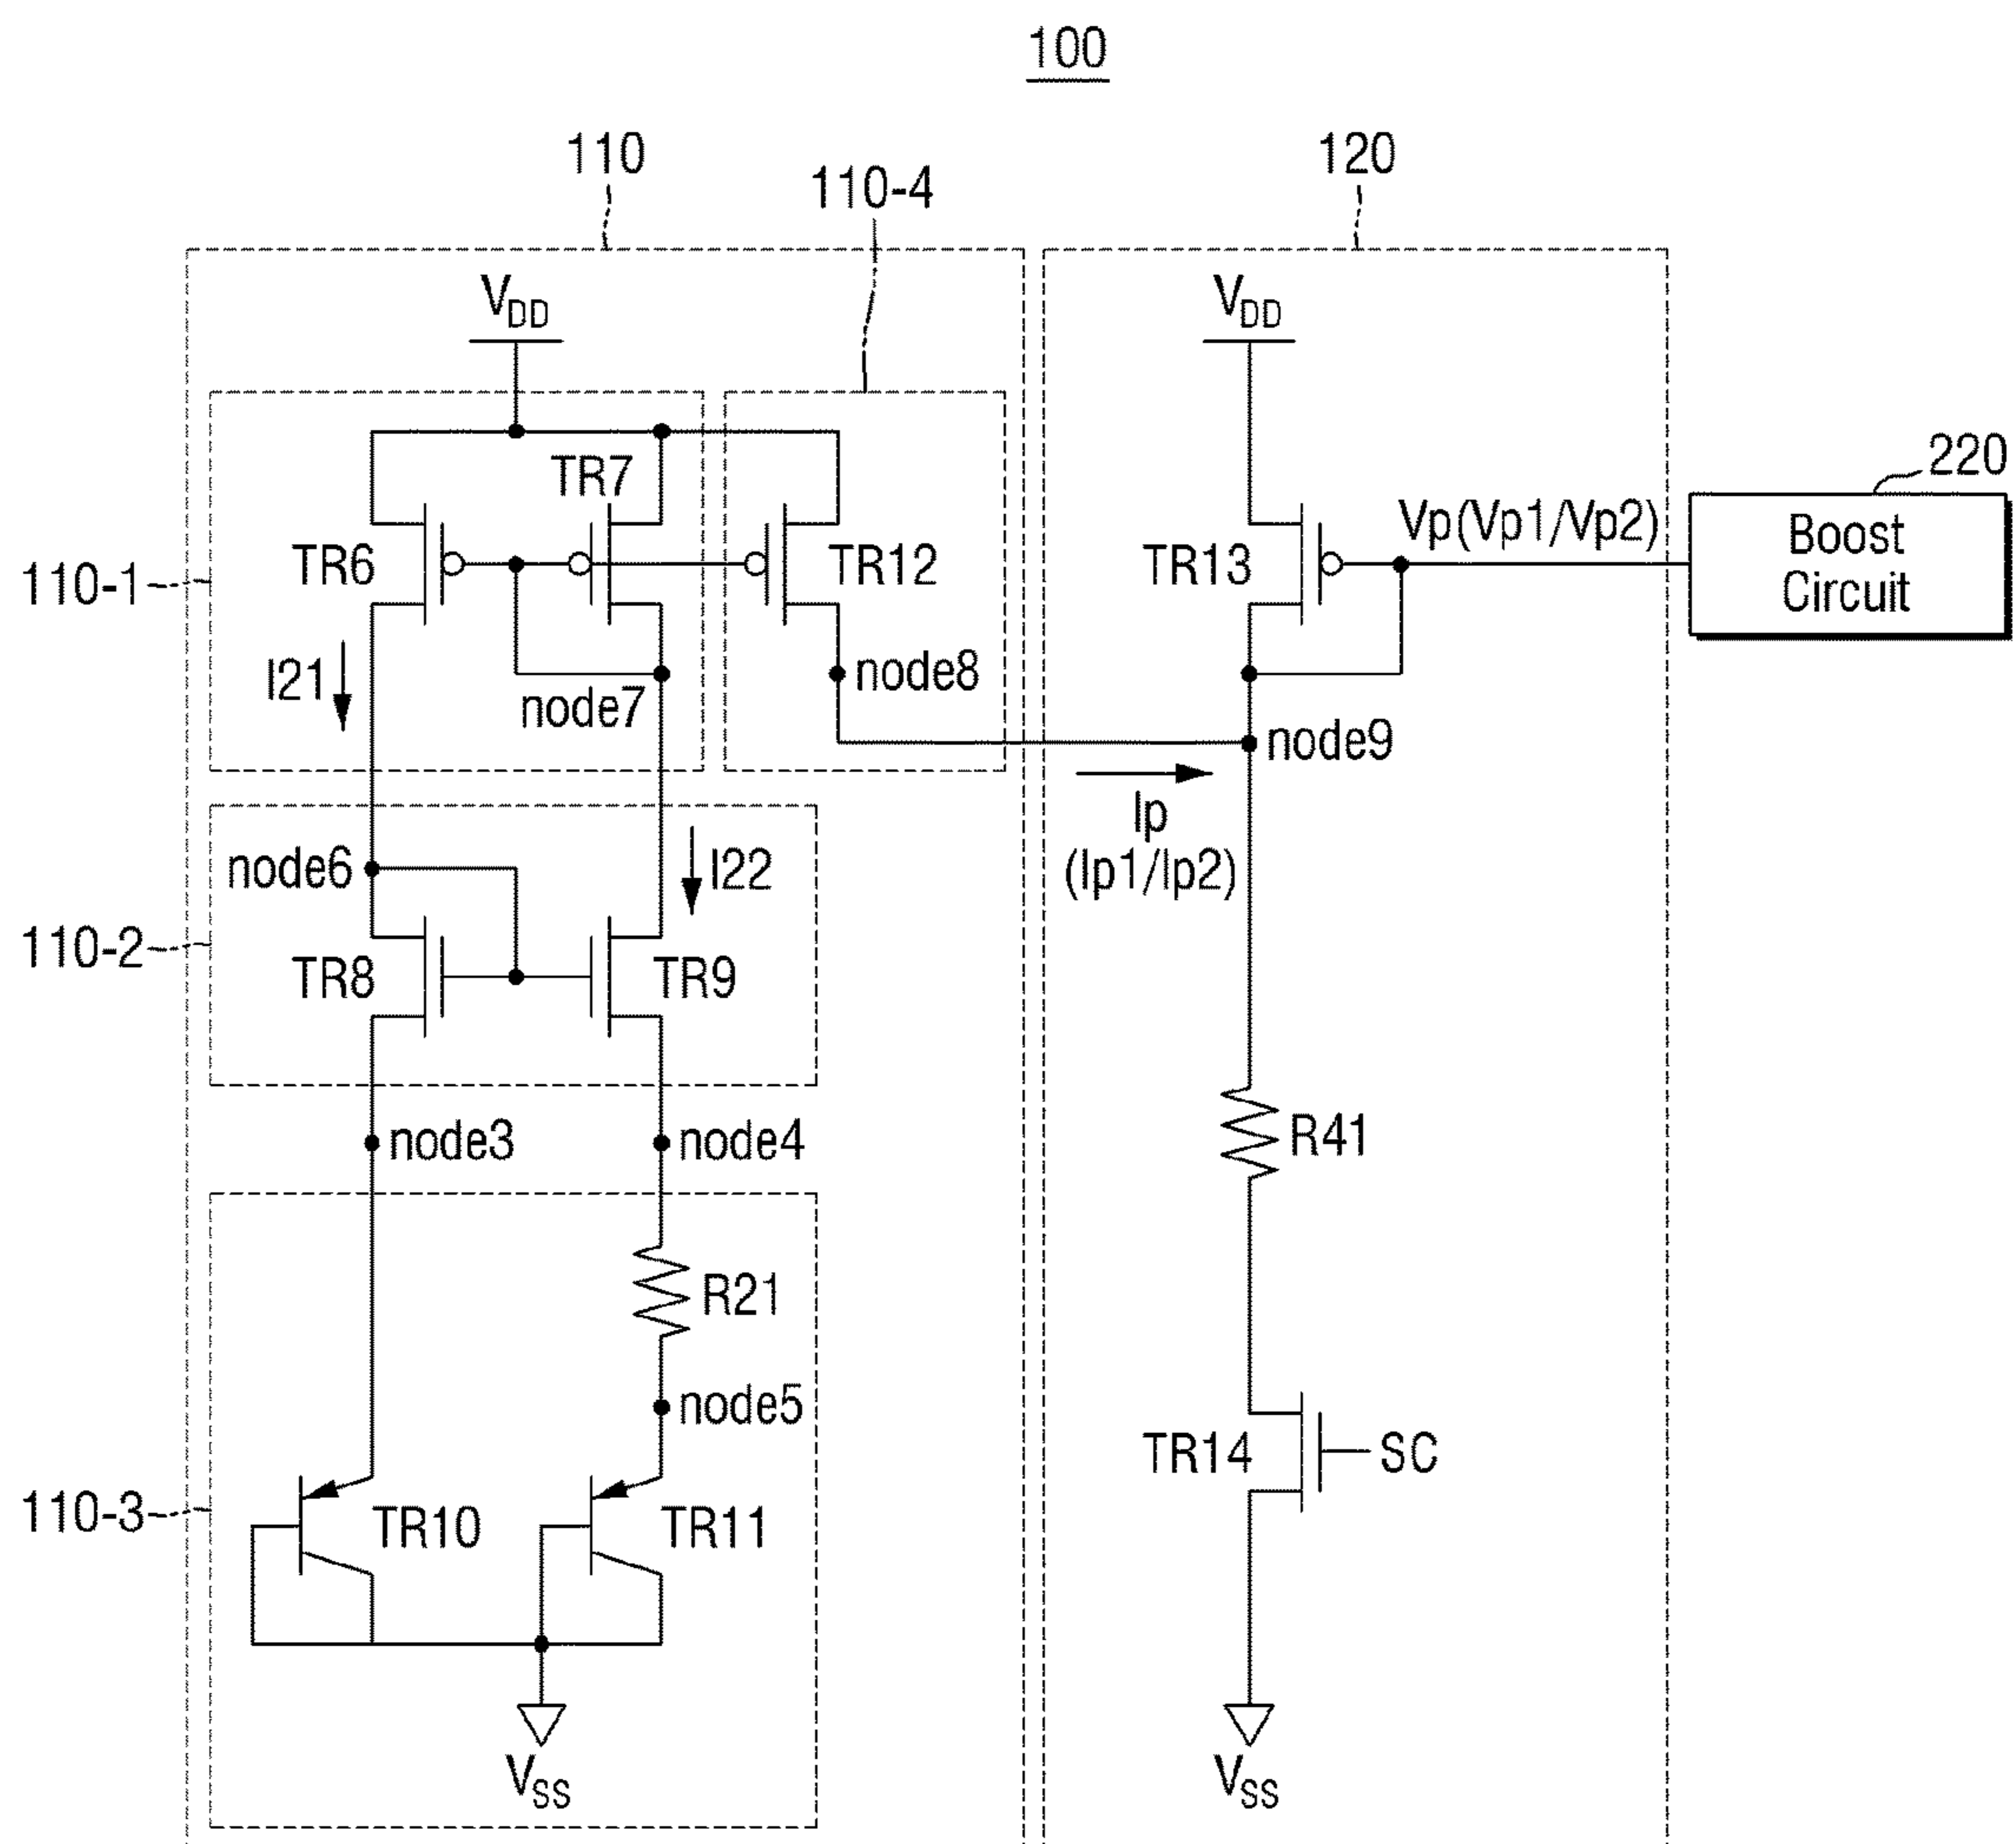 100
110
120
110-4
VDD
VDD
220
TR7
Vp(Vp1/Vp2)
Boost
Circuit
TR6
TR12
TR13
110-1
I21
node7
node8
node9
Ip
(Ip1/Ip2)
node6
I22
110-2
TR8
TR9
node3
node4
R41
R21
node5
TR14
SC
110-3
TR10
TR11
VSS
VSS